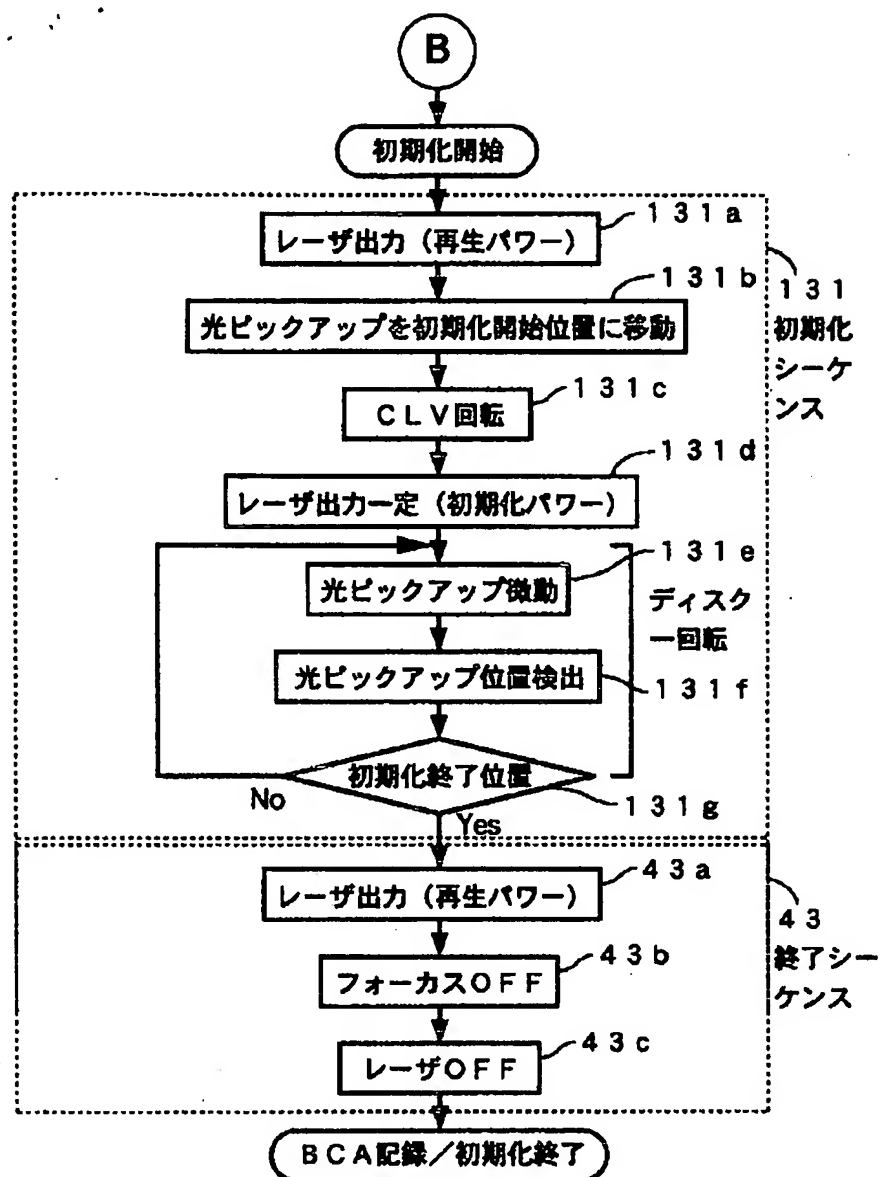 B
初期化開始
131a
レーザ出力（再生パワー）
131b
光ピックアップを初期化開始位置に移動
131
初期化
シーケ
ンス
131c
CLV回転
131d
レーザ出力一定（初期化パワー）
131e
光ピックアップ微動
ディスク
一回転
光ピックアップ位置検出
131f
初期化終了位置
No
131g
Yes
43a
レーザ出力（再生パワー）
43
終了シー
ケンス
43b
フォーカスOFF
43c
レーザOFF
BCA記録／初期化終了